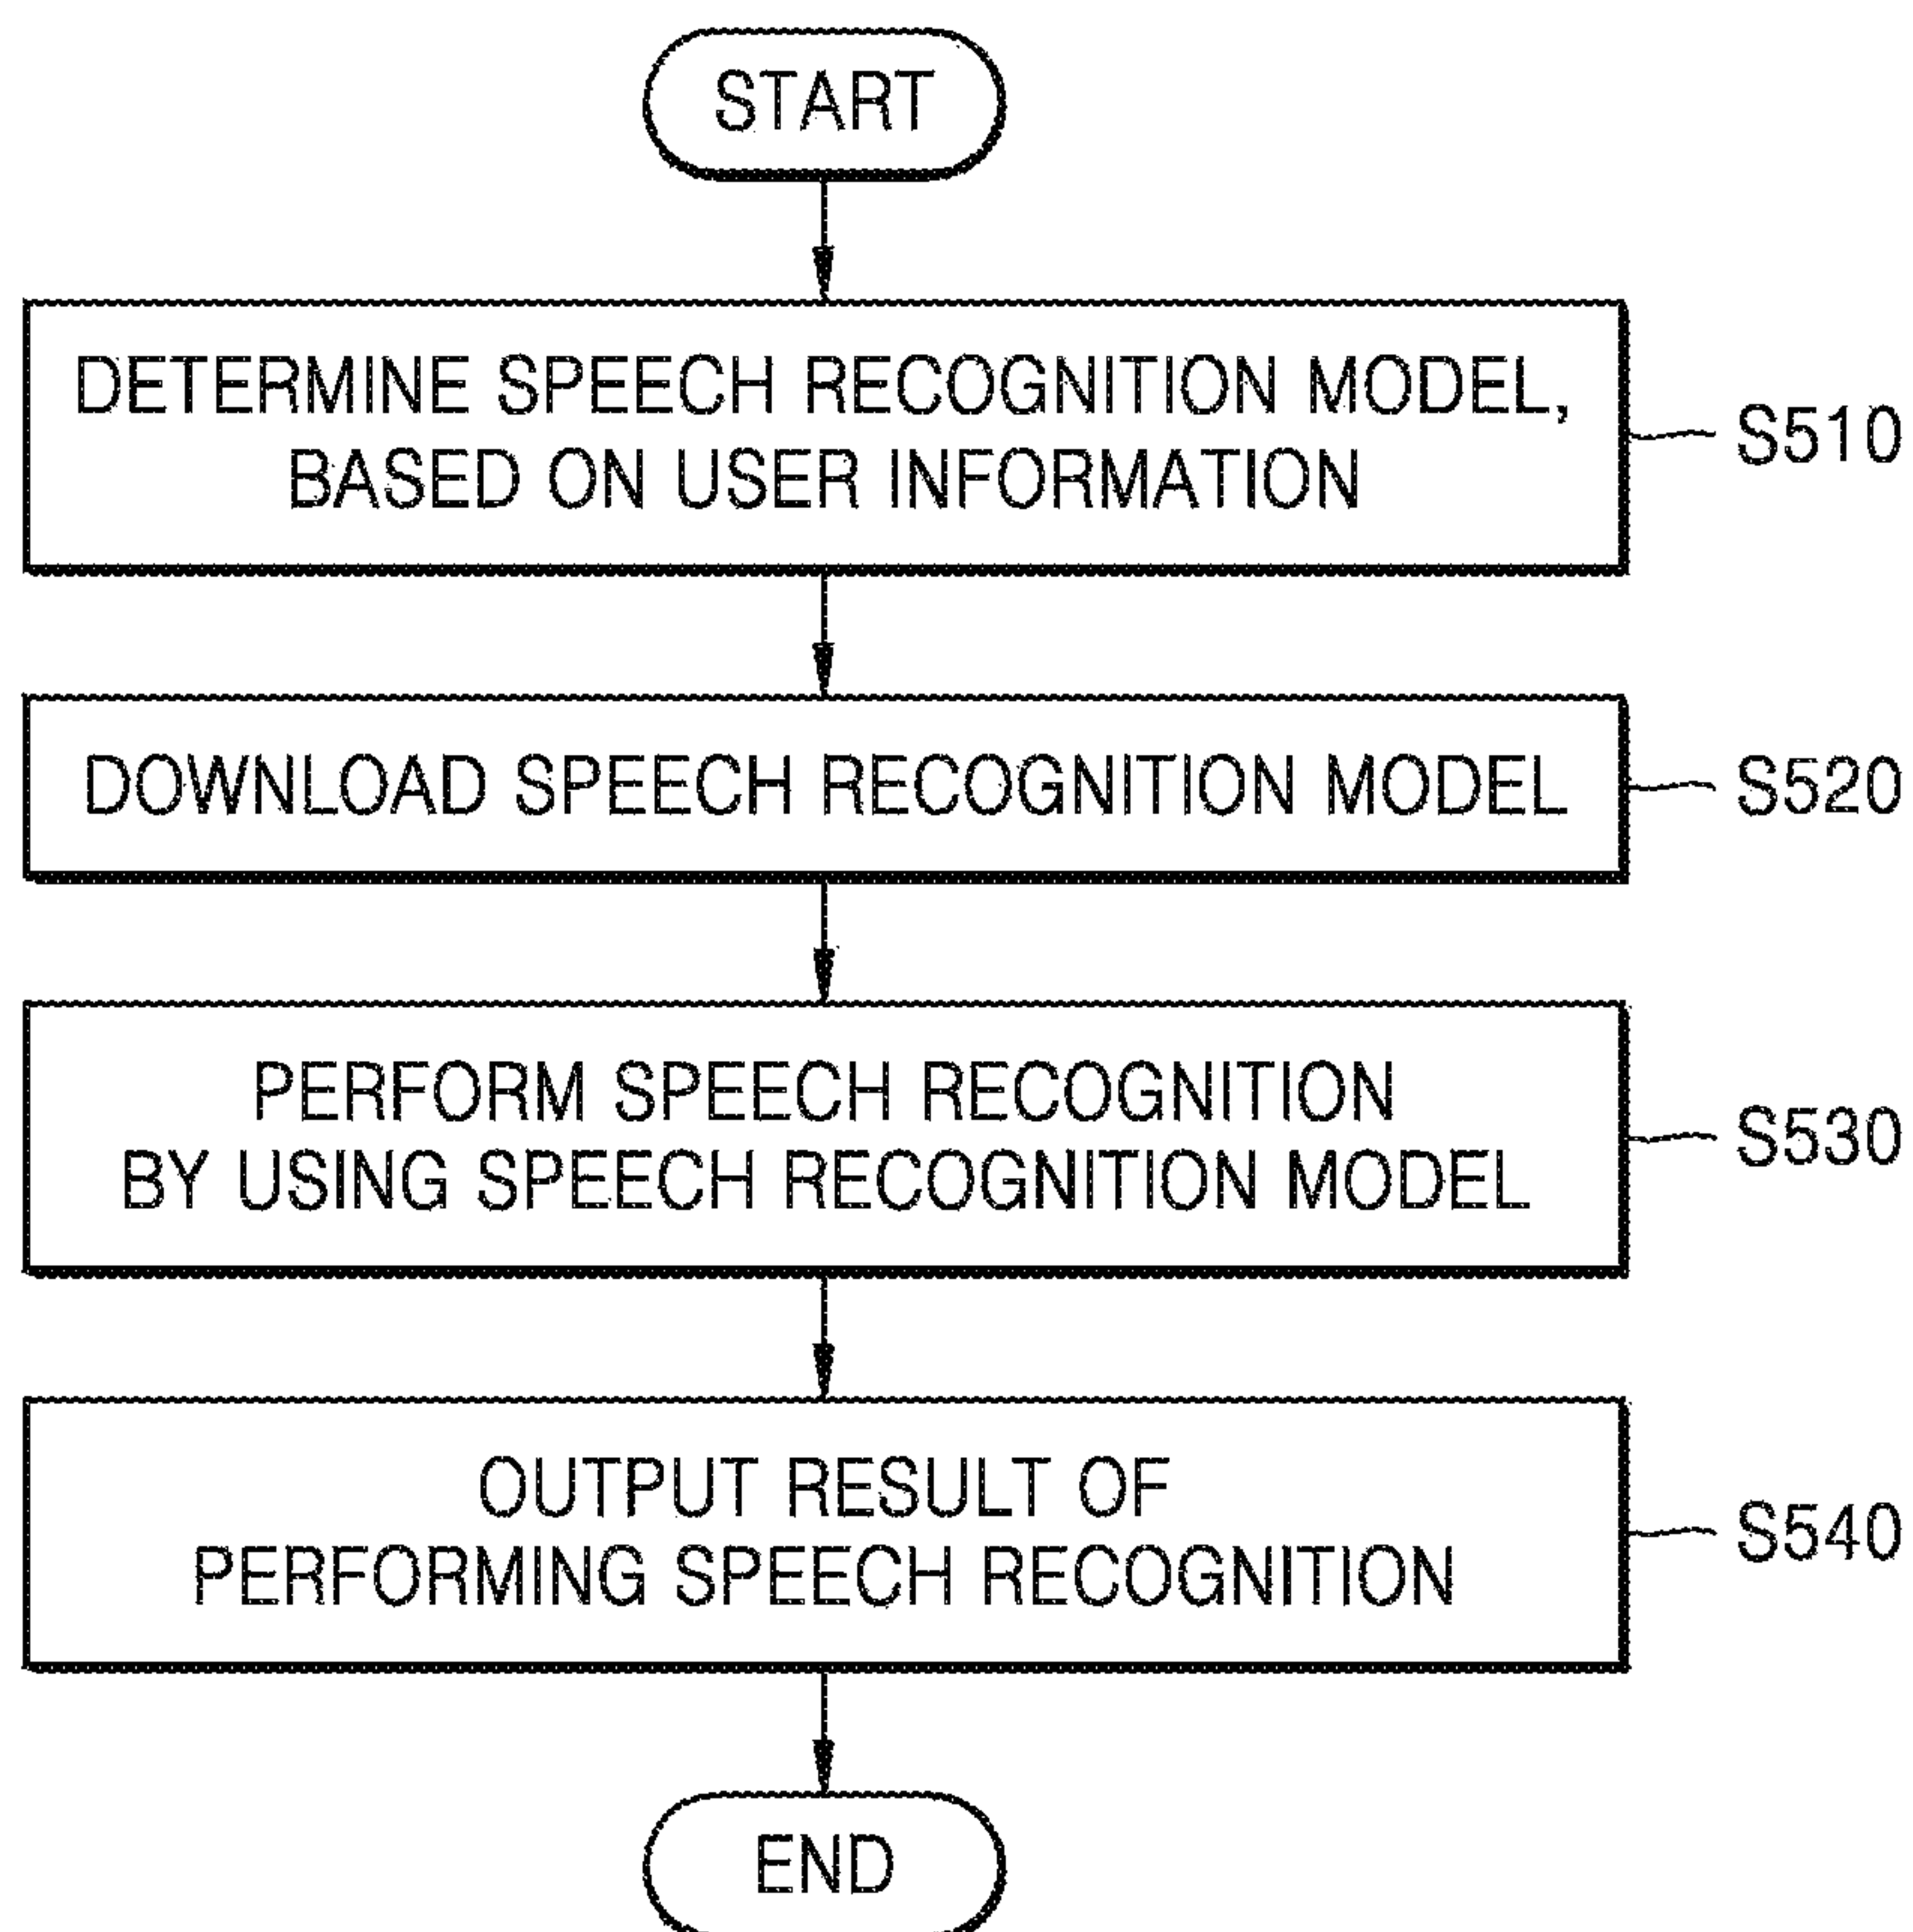 START
DETERMINE SPEECH RECOGNITION MODEL,
BASED ON USER INFORMATION
S510
DOWNLOAD SPEECH RECOGNITION MODEL
S520
PERFORM SPEECH RECOGNITION
BY USING SPEECH RECOGNITION MODEL
S530
OUTPUT RESULT OF
PERFORMING SPEECH RECOGNITION
S540
END